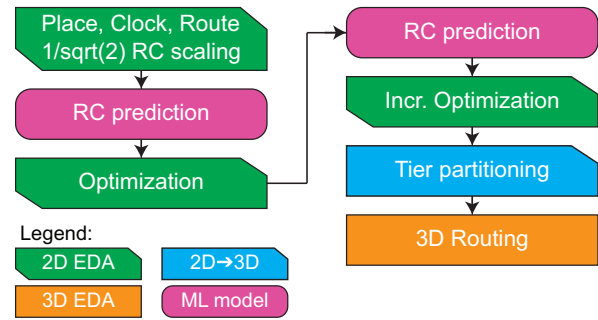 Place, Clock, Route
1/sqrt(2) RC scaling
RC prediction
Optimization
RC prediction
Incr. Optimization
Tier partitioning
3D Routing
Legend:
2D EDA
2D➔3D
3D EDA
ML model